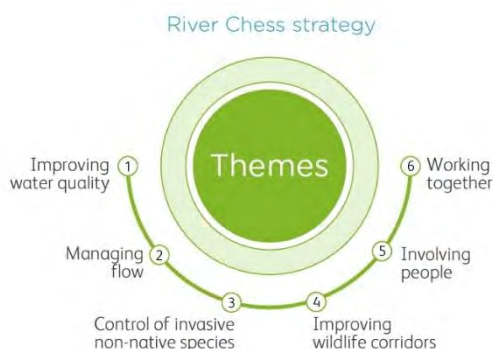 River Chess strategy
Themes
1
Improving
water quality
2
Managing
flow
3
Control of invasive
non-native species
4
Improving
wildlife corridors
5
Involving
people
6
Working
together